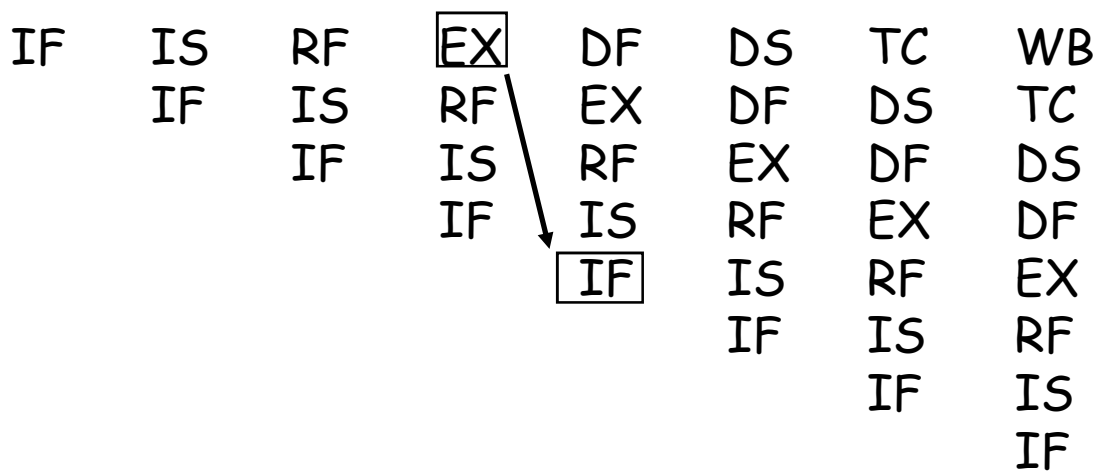 IF IS RF EX DF DS TC WB
IF IS RF EX DF DS TC
IF IS RF EX DF DS
IF IS RF EX DF
IF IS RF EX
IF IS RF
IF IS
IF